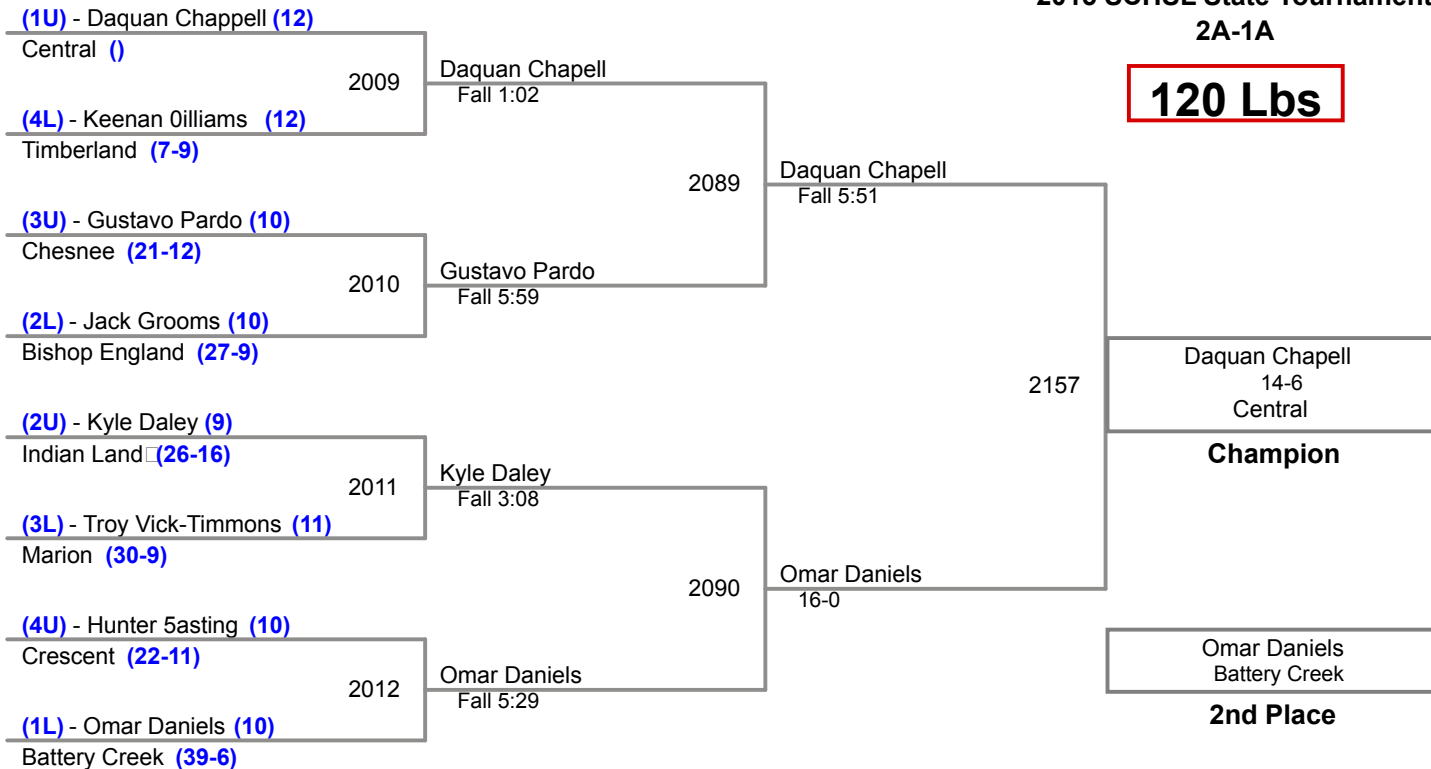 2A-1A
120 Lbs
(1U) - Daquan Chappell (12)
Central ()
2009
(4L) - Keenan 0illiams (12)
Timberland (7-9)
(3U) - Gustavo Pardo (10)
Chesnee (21-12)
2010
(2L) - Jack Grooms (10)
Bishop England (27-9)
(2U) - Kyle Daley (9)
Indian Land (26-16)
2011
(3L) - Troy Vick-Timmons (11)
Marion (30-9)
(4U) - Hunter 5asting (10)
Crescent (22-11)
2012
(1L) - Omar Daniels (10)
Battery Creek (39-6)
Daquan Chapell
Fall 1:02
2089
Gustavo Pardo
Fall 5:59
Kyle Daley
Fall 3:08
2090
Omar Daniels
Fall 5:29
Daquan Chapell
Fall 5:51
2157
Omar Daniels
16-0
Daquan Chapell
14-6
Central
Champion
Omar Daniels
Battery Creek
2nd Place